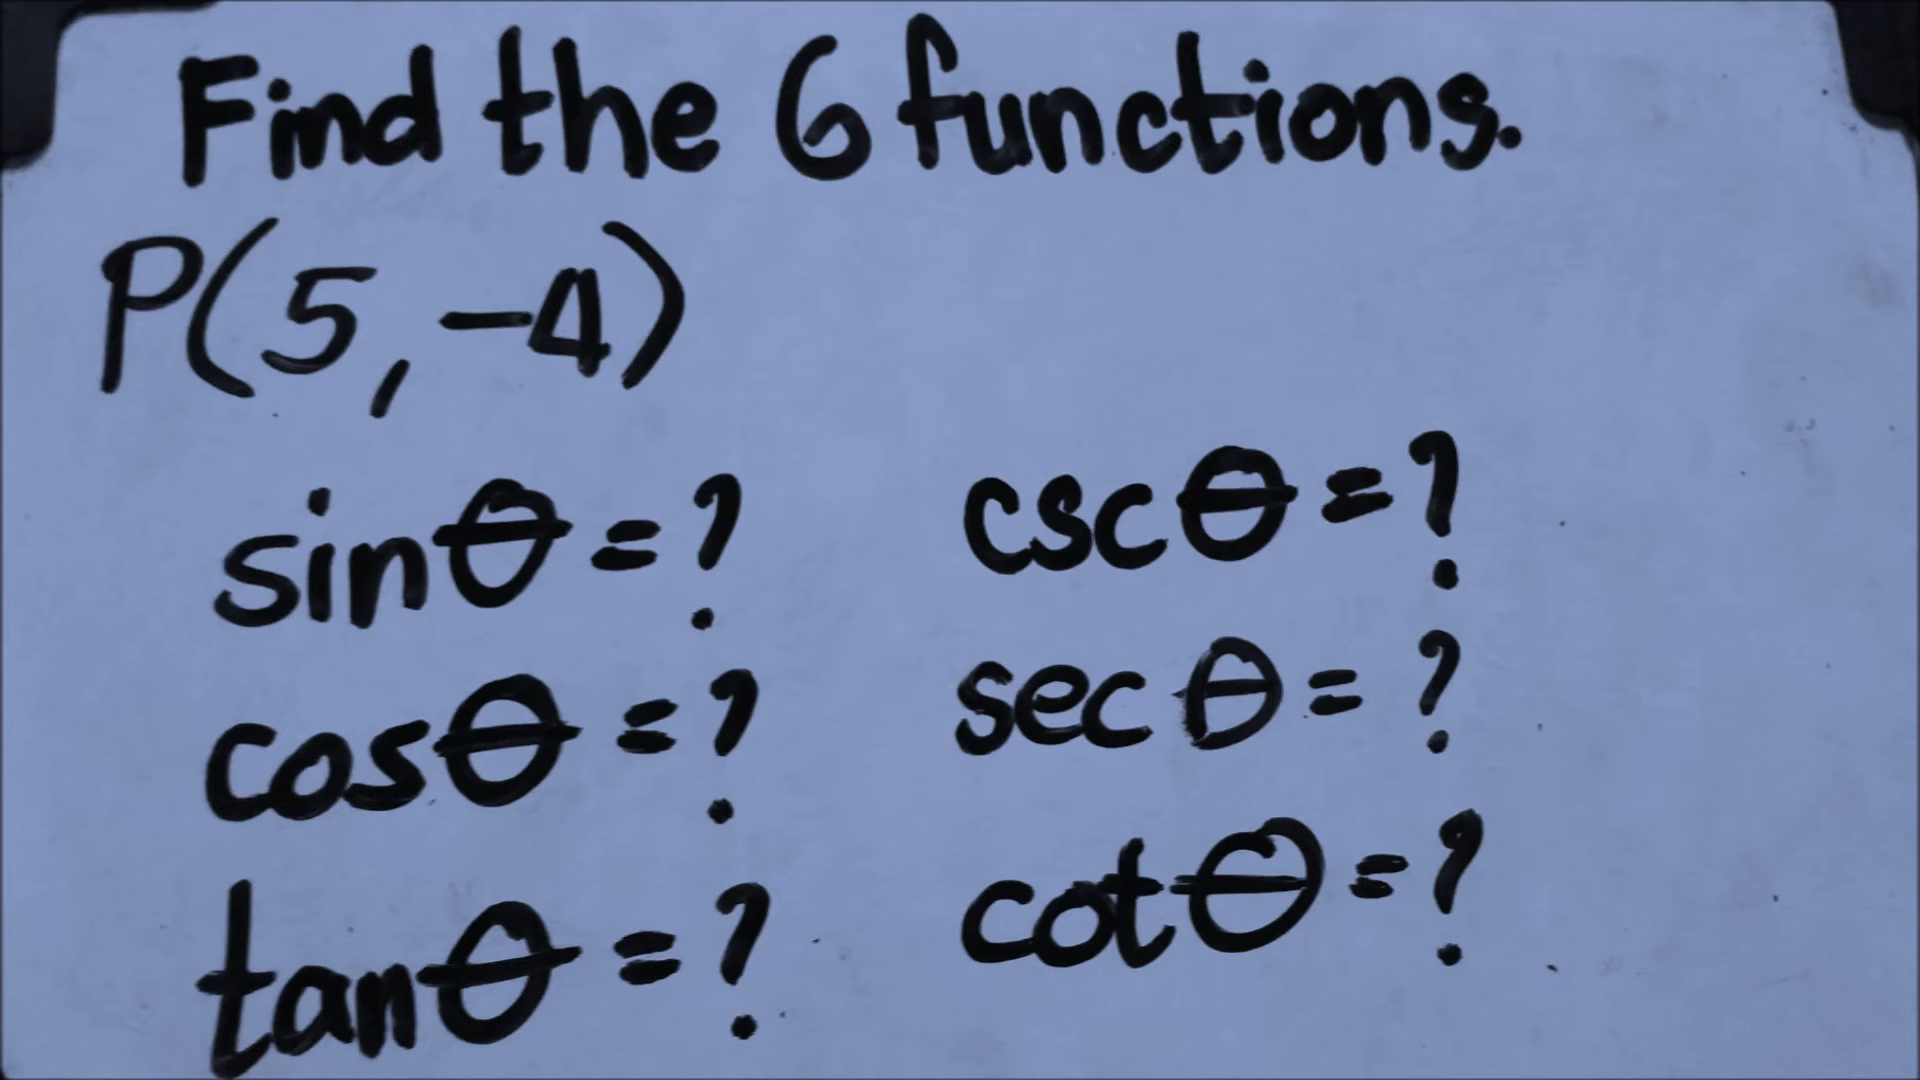 Find the 6 functions.
P(5, -4)
sinθ = ?
cscθ = ?
cosθ = ?
secθ = ?
tanθ = ?
cotθ = ?